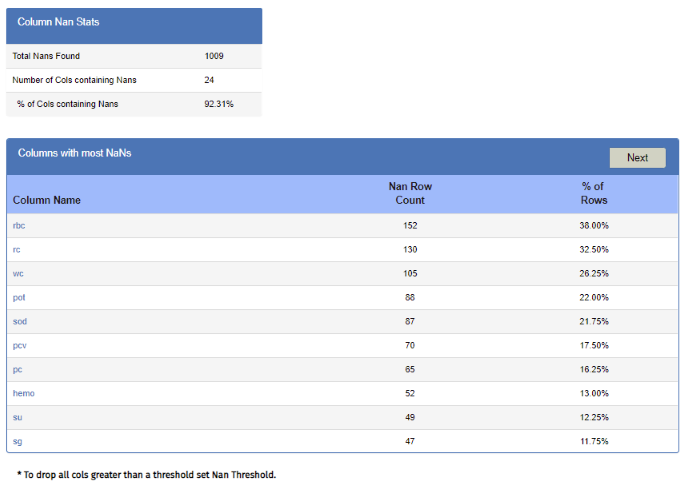 Column Nan Stats
Total Nans Found 1009
Number of Cols containing Nans 24
% of Cols containing Nans 92.31%
Columns with most NaNs Next
Column Name Nan Row Count % of Rows
rbc 152 38.00%
rc 130 32.50%
wc 105 26.25%
pot 88 22.00%
sod 87 21.75%
pcv 70 17.50%
pc 65 16.25%
hemo 52 13.00%
su 49 12.25%
sg 47 11.75%
* To drop all cols greater than a threshold set Nan Threshold.